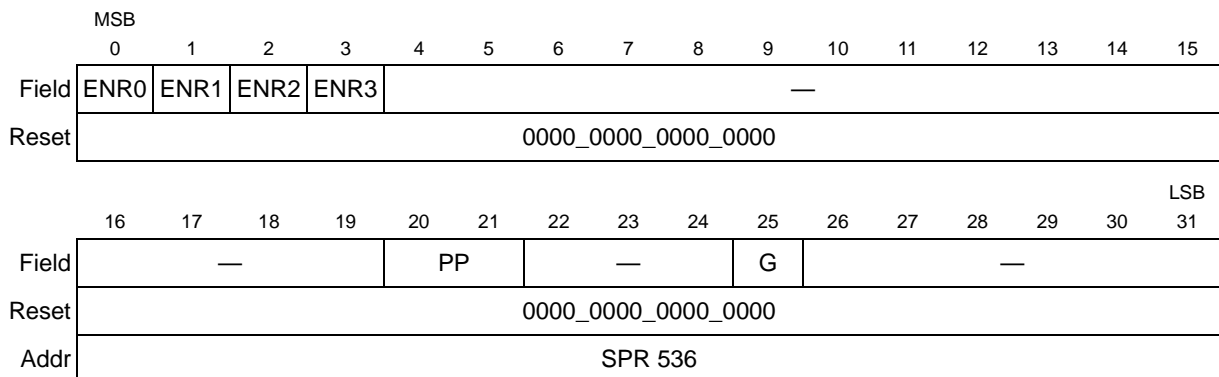 MSB
0 1 2 3 4 5 6 7 8 9 10 11 12 13 14 15
Field ENR0 ENR1 ENR2 ENR3 —
Reset 0000_0000_0000_0000
LSB
16 17 18 19 20 21 22 23 24 25 26 27 28 29 30 31
Field — PP — G —
Reset 0000_0000_0000_0000
Addr SPR 536